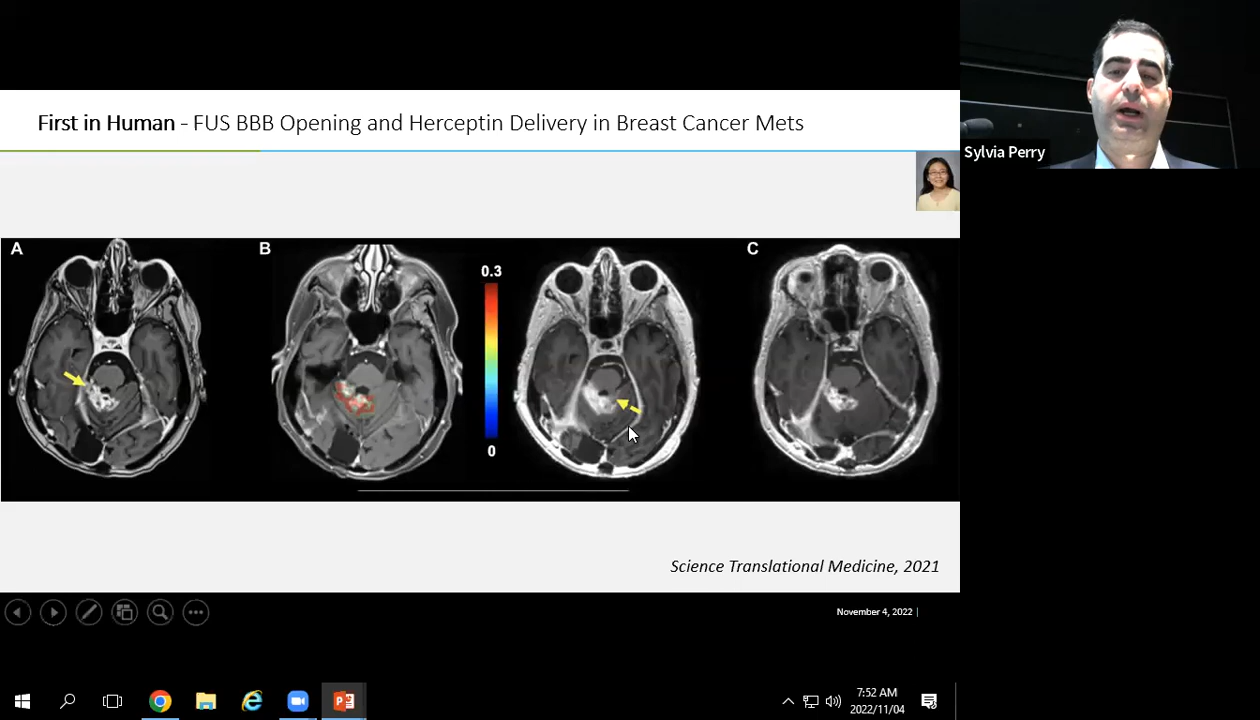 First in Human - FUS BBB Opening and Herceptin Delivery in Breast Cancer Mets
Sylvia Perry
A
B
0.3
0
C
Science Translational Medicine, 2021
November 4, 2022 |
7:52 AM
2022/11/04